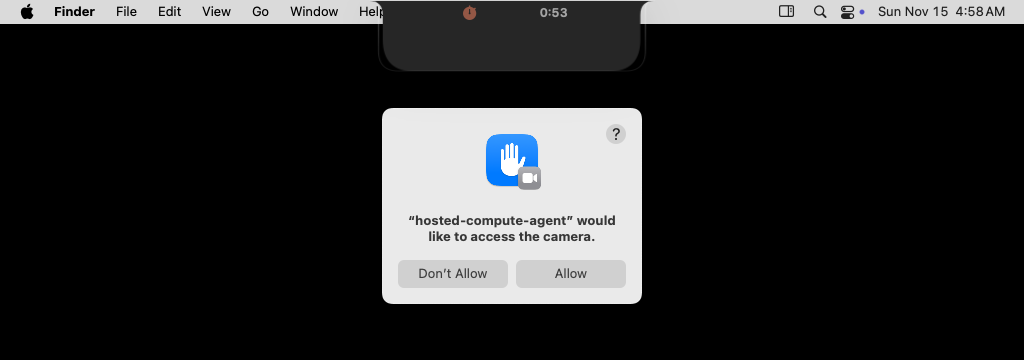 Finder File Edit View Go Window Help 0:53 Sun Nov 15 4:58 AM
?
“hosted-compute-agent” would
like to access the camera.
Don’t Allow Allow